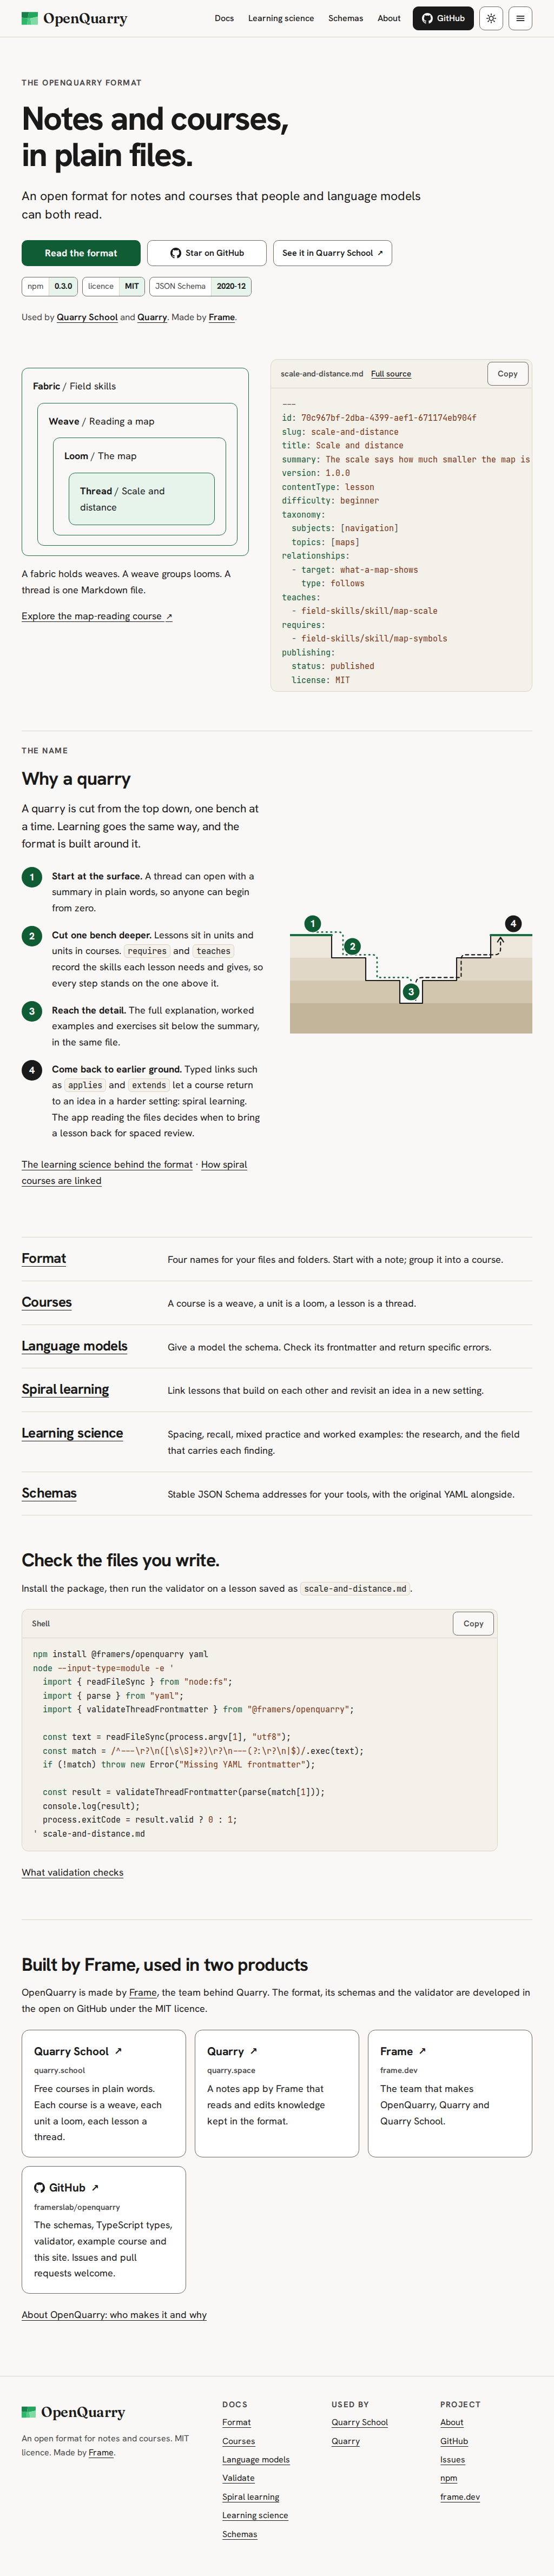 OpenQuarry
Docs
Learning science
Schemas
About
GitHub
THE OPENQUARRY FORMAT
Notes and courses,
in plain files.
An open format for notes and courses that people and language models
can both read.
Read the format
Star on GitHub
See it in Quarry School ↗
npm 0.3.0
licence MIT
JSON Schema 2020-12
Used by Quarry School and Quarry. Made by Frame.
Fabric / Field skills
Weave / Reading a map
Loom / The map
Thread / Scale and
distance
A fabric holds weaves. A weave groups looms. A
thread is one Markdown file.
Explore the map-reading course ↗
scale-and-distance.md Full source
Copy
---
id: 70c967bf-2dba-4399-aef1-671174eb904f
slug: scale-and-distance
title: Scale and distance
summary: The scale says how much smaller the map is
version: 1.0.0
contentType: lesson
difficulty: beginner
taxonomy:
subjects: [navigation]
topics: [maps]
relationships:
- target: what-a-map-shows
type: follows
teaches:
- field-skills/skill/map-scale
requires:
- field-skills/skill/map-symbols
publishing:
status: published
license: MIT
THE NAME
Why a quarry
A quarry is cut from the top down, one bench at
a time. Learning goes the same way, and the
format is built around it.
1 Start at the surface. A thread can open with a
summary in plain words, so anyone can begin
from zero.
2 Cut one bench deeper. Lessons sit in units and
units in courses. requires and teaches
record the skills each lesson needs and gives, so
every step stands on the one above it.
3 Reach the detail. The full explanation, worked
examples and exercises sit below the summary,
in the same file.
4 Come back to earlier ground. Typed links such
as applies and extends let a course return
to an idea in a harder setting: spiral learning.
The app reading the files decides when to bring
a lesson back for spaced review.
The learning science behind the format · How spiral
courses are linked
1
2
3
4
Format
Four names for your files and folders. Start with a note; group it into a course.
Courses
A course is a weave, a unit is a loom, a lesson is a thread.
Language models
Give a model the schema. Check its frontmatter and return specific errors.
Spiral learning
Link lessons that build on each other and revisit an idea in a new setting.
Learning science
Spacing, recall, mixed practice and worked examples: the research, and the field
that carries each finding.
Schemas
Stable JSON Schema addresses for your tools, with the original YAML alongside.
Check the files you write.
Install the package, then run the validator on a lesson saved as scale-and-distance.md.
Shell
Copy
npm install @framers/openquarry yaml
node --input-type=module -e '
import { readFileSync } from "node:fs";
import { parse } from "yaml";
import { validateThreadFrontmatter } from "@framers/openquarry";
const text = readFileSync(process.argv[1], "utf8");
const match = /^---\r?\n([\s\S]*?)\r?\n---(?:\r?\n|$)/.exec(text);
if (!match) throw new Error("Missing YAML frontmatter");
const result = validateThreadFrontmatter(parse(match[1]));
console.log(result);
process.exitCode = result.valid ? 0 : 1;
' scale-and-distance.md
What validation checks
Built by Frame, used in two products
OpenQuarry is made by Frame, the team behind Quarry. The format, its schemas and the validator are developed in
the open on GitHub under the MIT licence.
Quarry School ↗
quarry.school
Free courses in plain words.
Each course is a weave, each
unit a loom, each lesson a
thread.
Quarry ↗
quarry.space
A notes app by Frame that
reads and edits knowledge
kept in the format.
Frame ↗
frame.dev
The team that makes
OpenQuarry, Quarry and
Quarry School.
GitHub ↗
framerslab/openquarry
The schemas, TypeScript types,
validator, example course and
this site. Issues and pull
requests welcome.
About OpenQuarry: who makes it and why
OpenQuarry
An open format for notes and courses. MIT
licence. Made by Frame.
DOCS
Format
Courses
Language models
Validate
Spiral learning
Learning science
Schemas
USED BY
Quarry School
Quarry
PROJECT
About
GitHub
Issues
npm
frame.dev